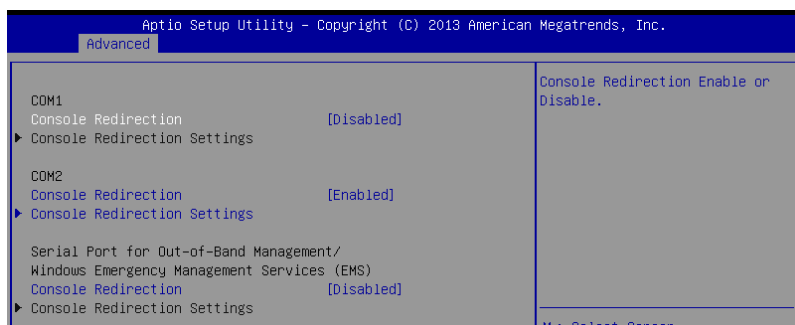 Aptio Setup Utility – Copyright (C) 2013 American Megatrends, Inc.
Advanced
COM1
Console Redirection [Disabled]
Console Redirection Settings
COM2
Console Redirection [Enabled]
Console Redirection Settings
Serial Port for Out-of-Band Management/
Windows Emergency Management Services (EMS)
Console Redirection [Disabled]
Console Redirection Settings
Console Redirection Enable or
Disable.